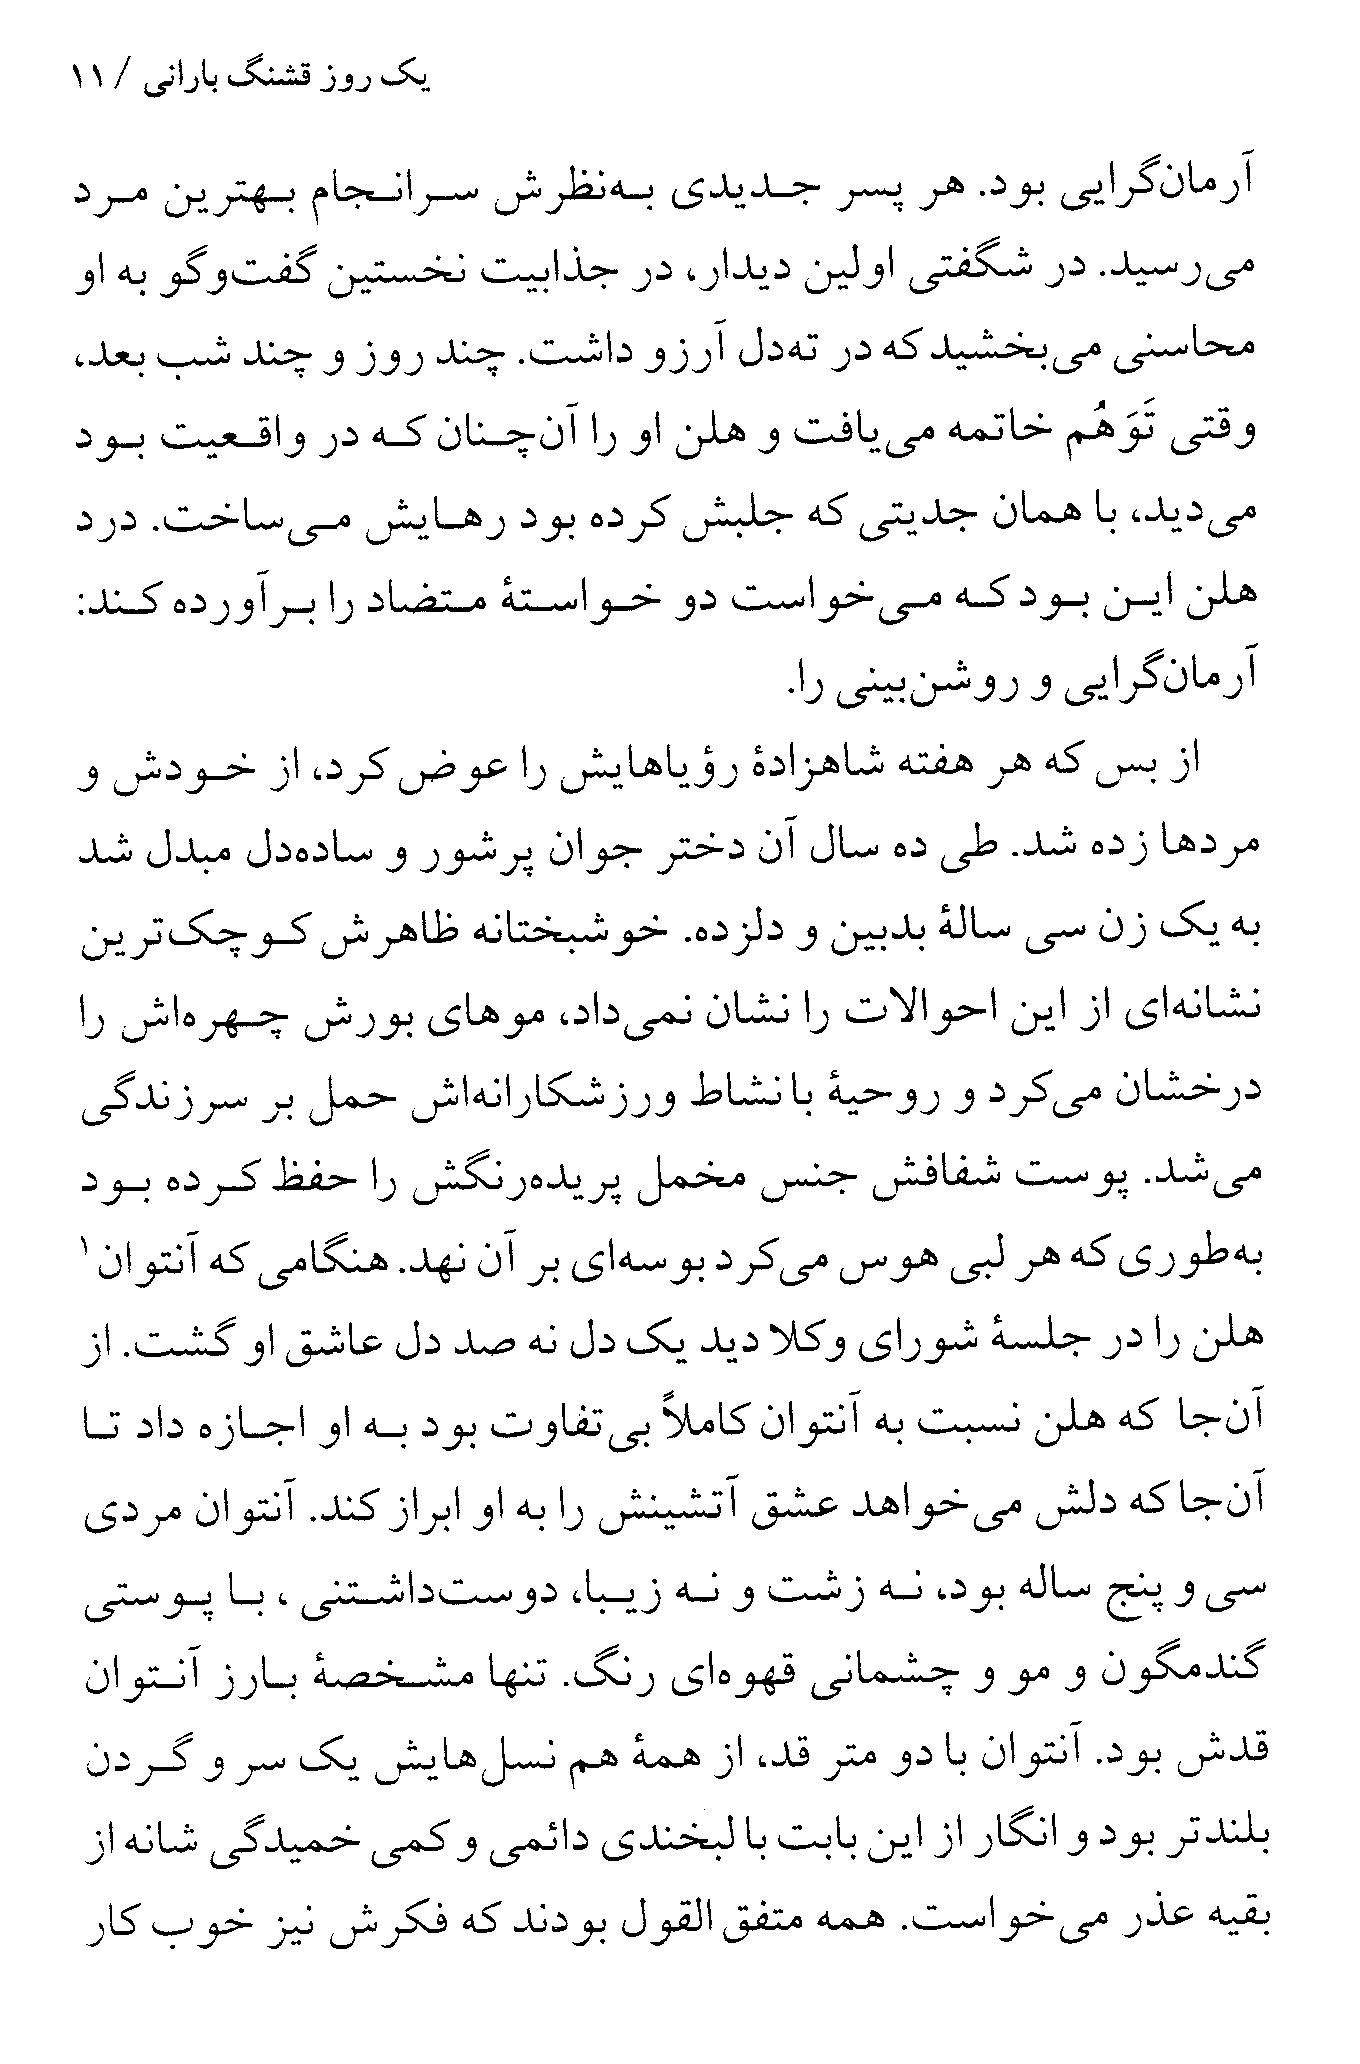 یک روز قشنگ بارانی / ۱۱
آرمان‌گرایی بود. هر پسر جدیدی به‌نظرش سرانجام بهترین مرد
می‌رسید. در شگفتی اولین دیدار، در جذابیت نخستین گفت‌وگو به او
محاسنی می‌بخشید که در ته‌دل آرزو داشت. چند روز و چند شب بعد،
وقتی تَوَهُم خاتمه می‌یافت و هلن او را آن‌چنان که در واقعیت بود
می‌دید، با همان جدیتی که جلبش کرده بود رهایش می‌ساخت. درد
هلن این بود که می‌خواست دو خواستهٔ متضاد را برآورده کند:
آرمان‌گرایی و روشن‌بینی را.
از بس که هر هفته شاهزادهٔ رؤیاهایش را عوض کرد، از خودش و
مردها زده شد. طی ده سال آن دختر جوان پرشور و ساده‌دل مبدل شد
به یک زن سی سالهٔ بدبین و دلزده. خوشبختانه ظاهرش کوچک‌ترین
نشانه‌ای از این احوالات را نشان نمی‌داد، موهای بورش چهره‌اش را
درخشان می‌کرد و روحیهٔ بانشاط ورزشکارانه‌اش حمل بر سرزندگی
می‌شد. پوست شفافش جنس مخمل پریده‌رنگش را حفظ کرده بود
به‌طوری که هر لبی هوس می‌کرد بوسه‌ای بر آن نهد. هنگامی که آنتوان۱
هلن را در جلسهٔ شورای وکلا دید یک دل نه صد دل عاشق او گشت. از
آن‌جا که هلن نسبت به آنتوان کاملاً بی‌تفاوت بود به او اجازه داد تا
آن‌جا که دلش می‌خواهد عشق آتشینش را به او ابراز کند. آنتوان مردی
سی و پنج ساله بود، نه زشت و نه زیبا، دوست‌داشتنی ، با پوستی
گندمگون و مو و چشمانی قهوه‌ای رنگ. تنها مشخصهٔ بارز آنتوان
قدش بود. آنتوان با دو متر قد، از همهٔ هم نسل‌هایش یک سر و گردن
بلندتر بود و انگار از این بابت با لبخندی دائمی و کمی خمیدگی شانه از
بقیه عذر می‌خواست. همه متفق‌القول بودند که فکرش نیز خوب کار